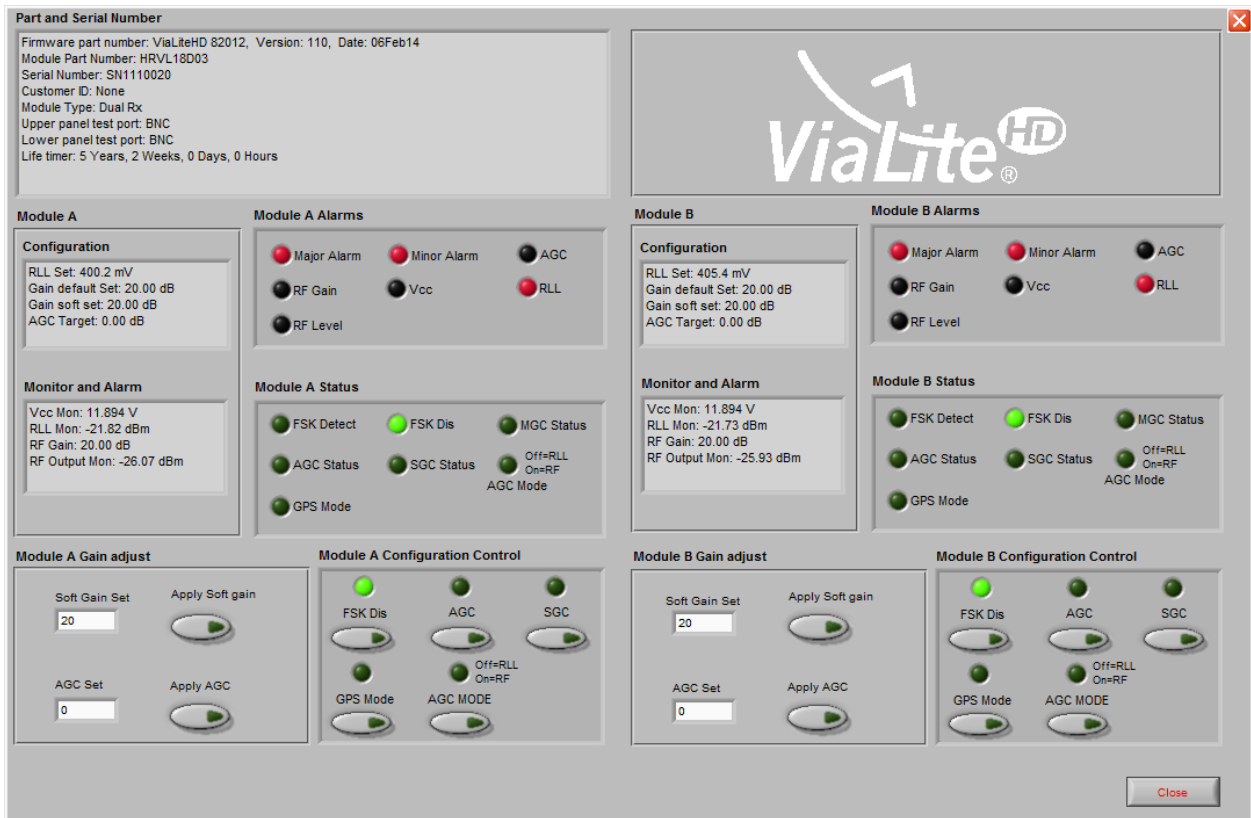 Part and Serial Number
Firmware part number: ViaLiteHD 82012, Version: 110, Date: 06Feb14
Module Part Number: HRVL18D03
Serial Number: SN1110020
Customer ID: None
Module Type: Dual Rx
Upper panel test port: BNC
Lower panel test port: BNC
Life timer: 5 Years, 2 Weeks, 0 Days, 0 Hours
ViaLite HD ®
Module A
Configuration
RLL Set: 400.2 mV
Gain default Set: 20.00 dB
Gain soft set: 20.00 dB
AGC Target: 0.00 dB
Monitor and Alarm
Vcc Mon: 11.894 V
RLL Mon: -21.82 dBm
RF Gain: 20.00 dB
RF Output Mon: -26.07 dBm
Module A Alarms
Major Alarm
Minor Alarm
AGC
RF Gain
Vcc
RLL
RF Level
Module A Status
FSK Detect
FSK Dis
MGC Status
AGC Status
SGC Status
Off=RLL
On=RF
AGC Mode
GPS Mode
Module A Gain adjust
Soft Gain Set
20
Apply Soft gain
AGC Set
0
Apply AGC
Module A Configuration Control
FSK Dis
AGC
SGC
Off=RLL
On=RF
GPS Mode
AGC MODE
Module B
Configuration
RLL Set: 405.4 mV
Gain default Set: 20.00 dB
Gain soft set: 20.00 dB
AGC Target: 0.00 dB
Monitor and Alarm
Vcc Mon: 11.894 V
RLL Mon: -21.73 dBm
RF Gain: 20.00 dB
RF Output Mon: -25.93 dBm
Module B Alarms
Major Alarm
Minor Alarm
AGC
RF Gain
Vcc
RLL
RF Level
Module B Status
FSK Detect
FSK Dis
MGC Status
AGC Status
SGC Status
Off=RLL
On=RF
AGC Mode
GPS Mode
Module B Gain adjust
Soft Gain Set
20
Apply Soft gain
AGC Set
0
Apply AGC
Module B Configuration Control
FSK Dis
AGC
SGC
Off=RLL
On=RF
GPS Mode
AGC MODE
Close